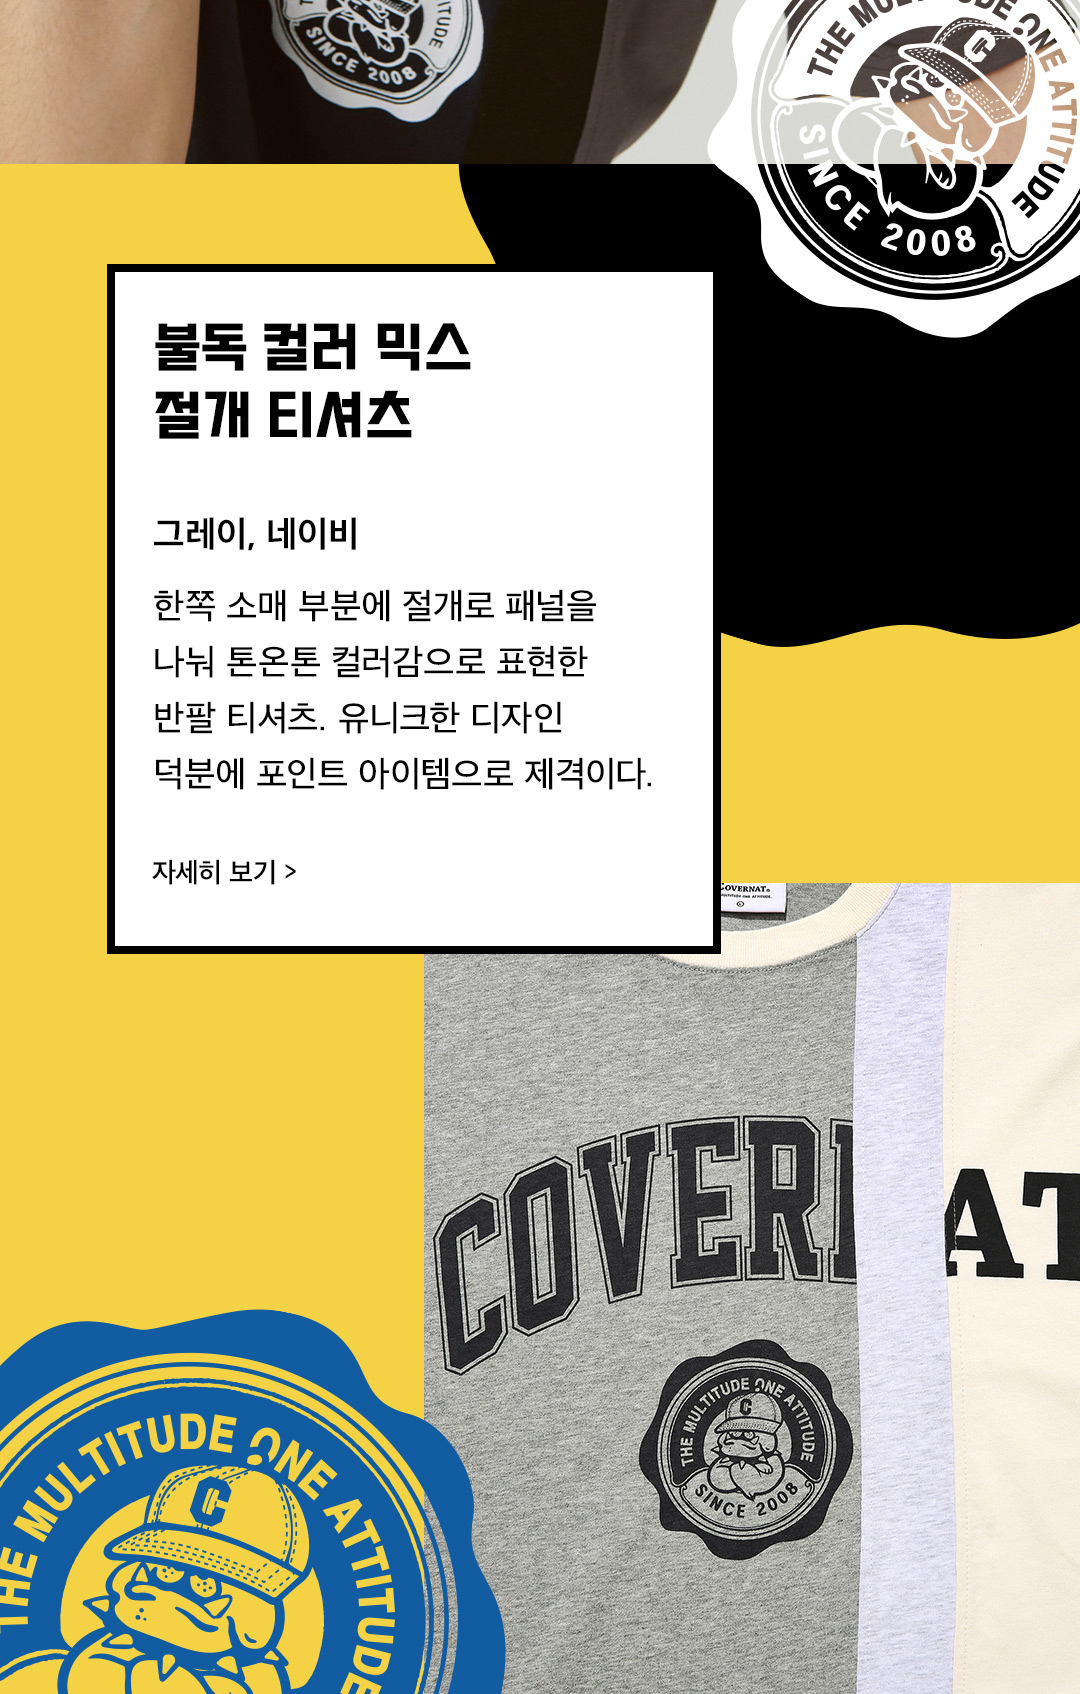 SINCE 2008
THE MULTITUDE ONE ATTITUDE
SINCE 2008
불독 컬러 믹스
절개 티셔츠
그레이, 네이비
한쪽 소매 부분에 절개로 패널을
나눠 톤온톤 컬러감으로 표현한
반팔 티셔츠. 유니크한 디자인
덕분에 포인트 아이템으로 제격이다.
자세히 보기 >
COVERNAT®
MULTITUDE ONE ATTITUDE.
COVERN
AT
THE MULTITUDE ONE ATTITUDE
C
SINCE 2008
THE MULTITUDE ONE ATTITUDE
C